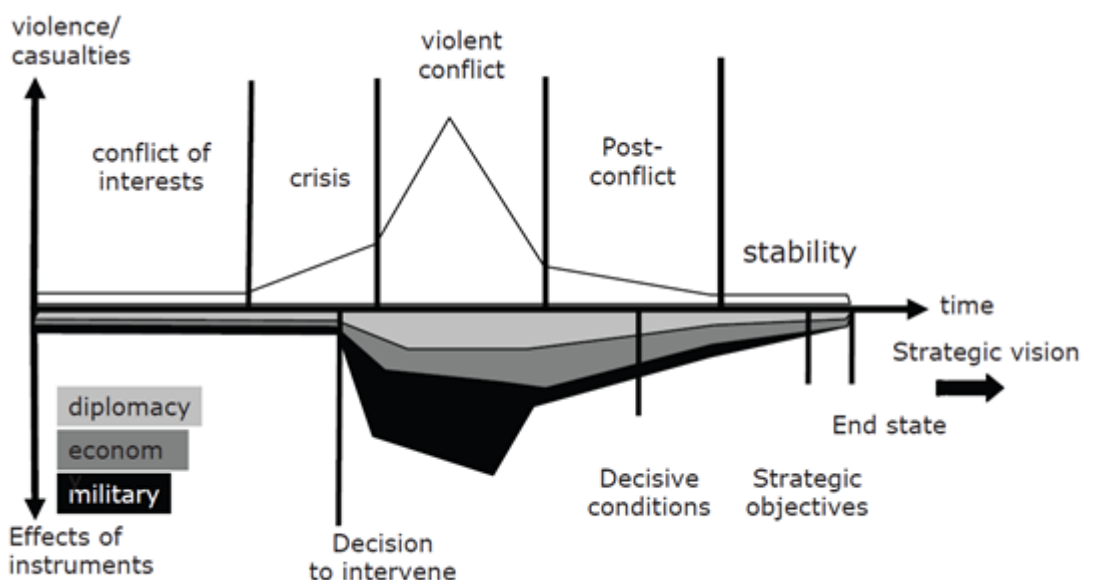 violence/
casualties
violent
conflict
conflict of
interests
crisis
Post-
conflict
stability
time
Strategic vision
diplomacy
econom
y
military
End state
Decisive
conditions
Strategic
objectives
Effects of
instruments
Decision
to intervene